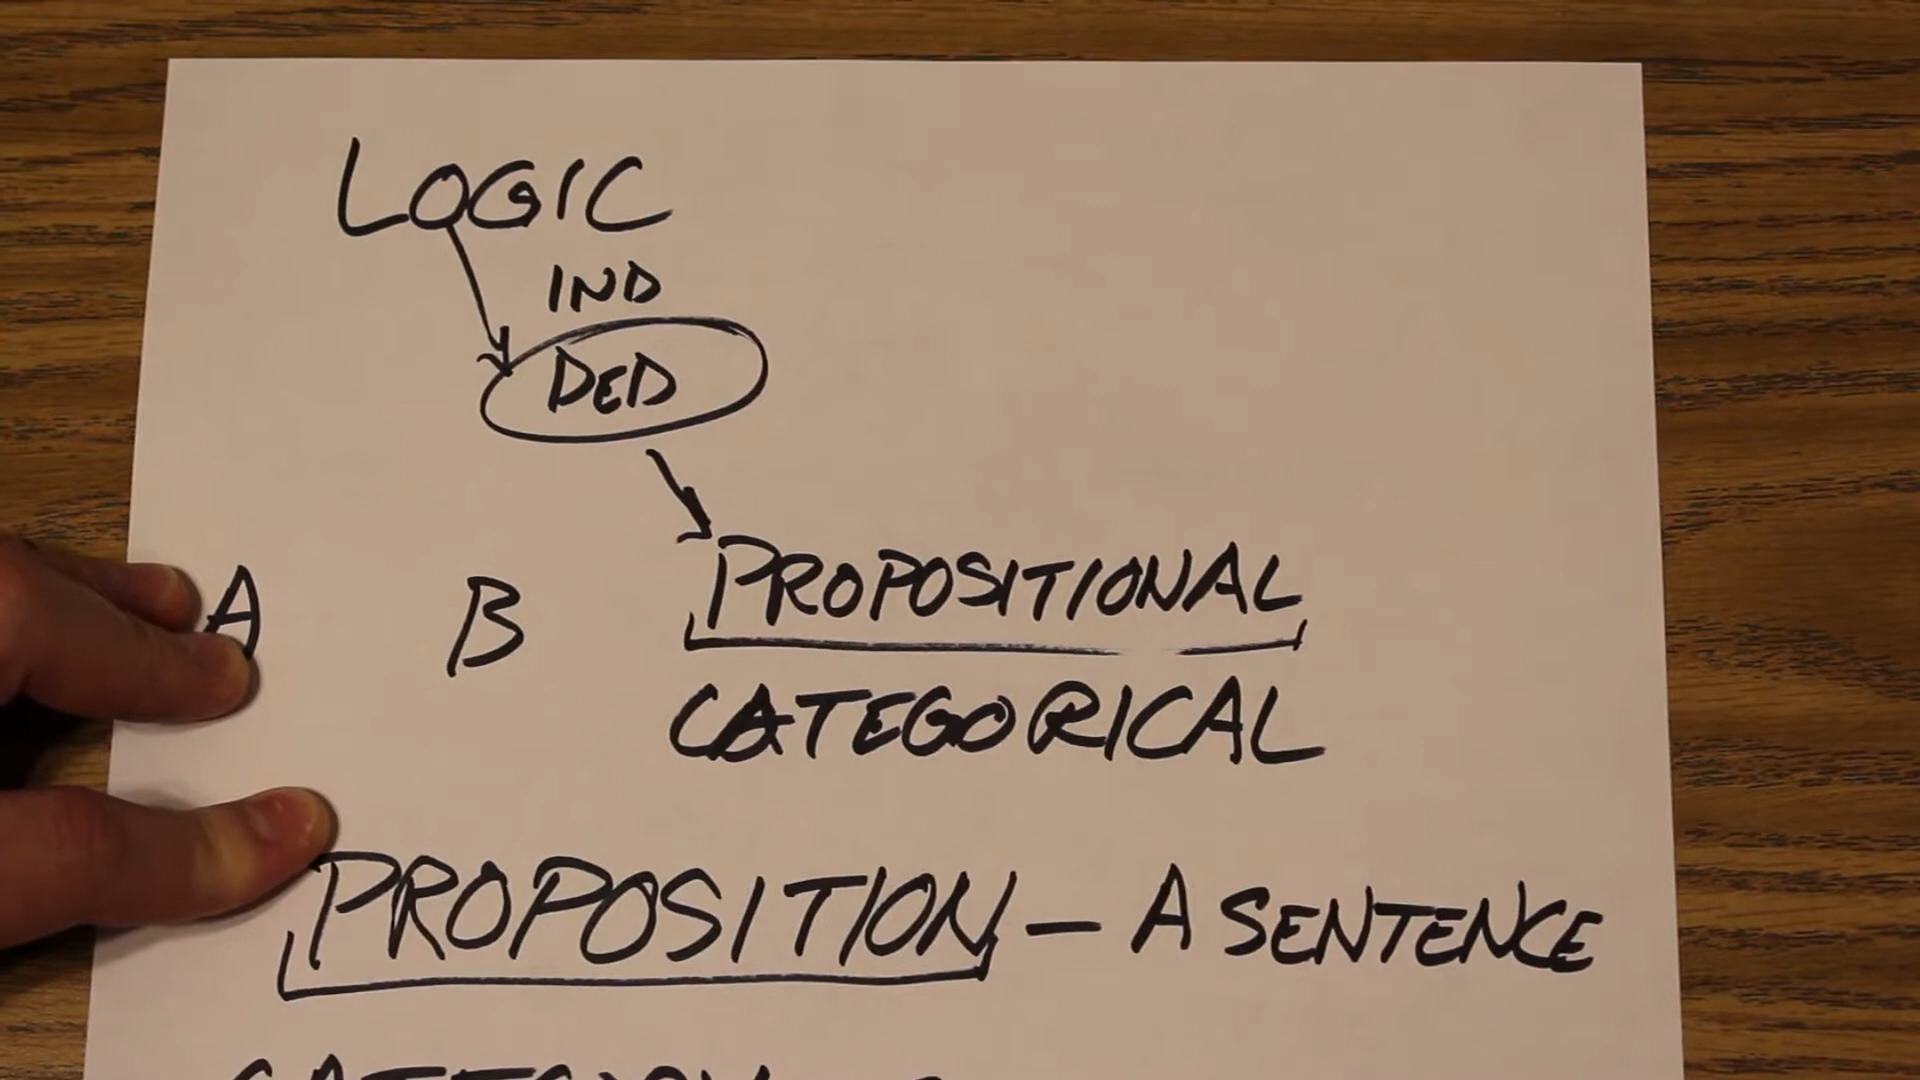 LOGIC
IND
DED
A B PROPOSITIONAL
CATEGORICAL
PROPOSITION — A SENTENCE